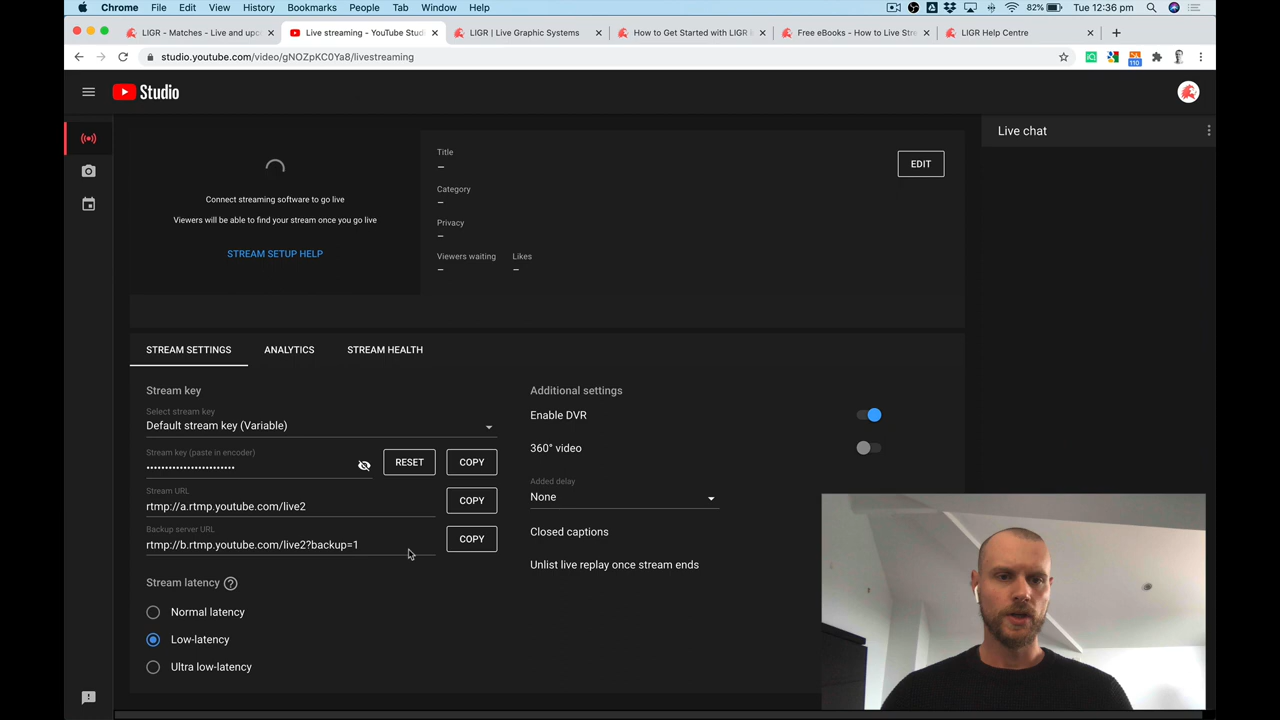 Chrome File Edit View History Bookmarks People Tab Window Help 82% Tue 12:36 pm
LIGR - Matches - Live and upco
Live streaming - YouTube Stud
LIGR | Live Graphic Systems
How to Get Started with LIGR
Free eBooks - How to Live Stre
LIGR Help Centre
studio.youtube.com/video/gNOZpKC0Ya8/livestreaming
110
Studio
Live chat
Connect streaming software to go live
Viewers will be able to find your stream once you go live
STREAM SETUP HELP
Title
–
Category
–
Privacy
–
Viewers waiting Likes
– –
EDIT
STREAM SETTINGS ANALYTICS STREAM HEALTH
Stream key
Select stream key
Default stream key (Variable)
Stream key (paste in encoder)
••••••••••••••••••••••••
RESET COPY
Stream URL
rtmp://a.rtmp.youtube.com/live2
COPY
Backup server URL
rtmp://b.rtmp.youtube.com/live2?backup=1
COPY
Stream latency ?
Normal latency
Low-latency
Ultra low-latency
Additional settings
Enable DVR
360° video
Added delay
None
Closed captions
Unlist live replay once stream ends